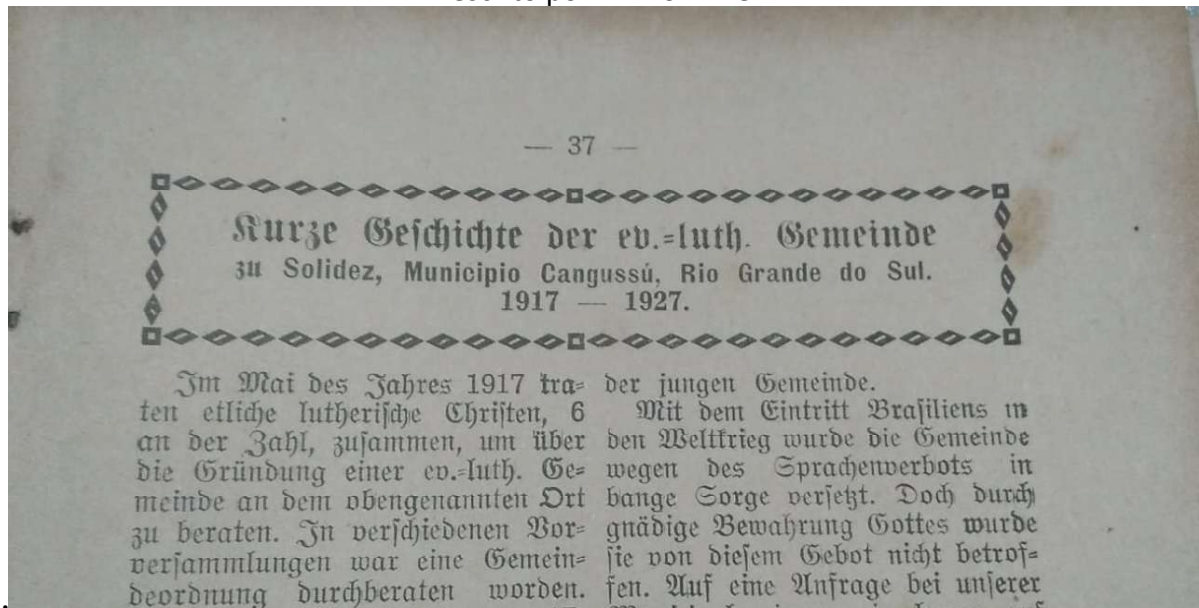 — 37 —
Kurze Geschichte der ev.=luth. Gemeinde
zu Solidez, Municipio Cangussú, Rio Grande do Sul.
1917 — 1927.
Im Mai des Jahres 1917 tra=
ten etliche lutherische Christen, 6
an der Zahl, zusammen, um über
die Gründung einer ev.=luth. Ge=
meinde an dem obengenannten Ort
zu beraten. In verschiedenen Vor=
versammlungen war eine Gemein=
deordnung durchberaten worden.
der jungen Gemeinde.
Mit dem Eintritt Brasiliens in
den Weltkrieg wurde die Gemeinde
wegen des Sprachenverbots in
bange Sorge versetzt. Doch durch
gnädige Bewahrung Gottes wurde
sie von diesem Gebot nicht betrof=
fen. Auf eine Anfrage bei unserer